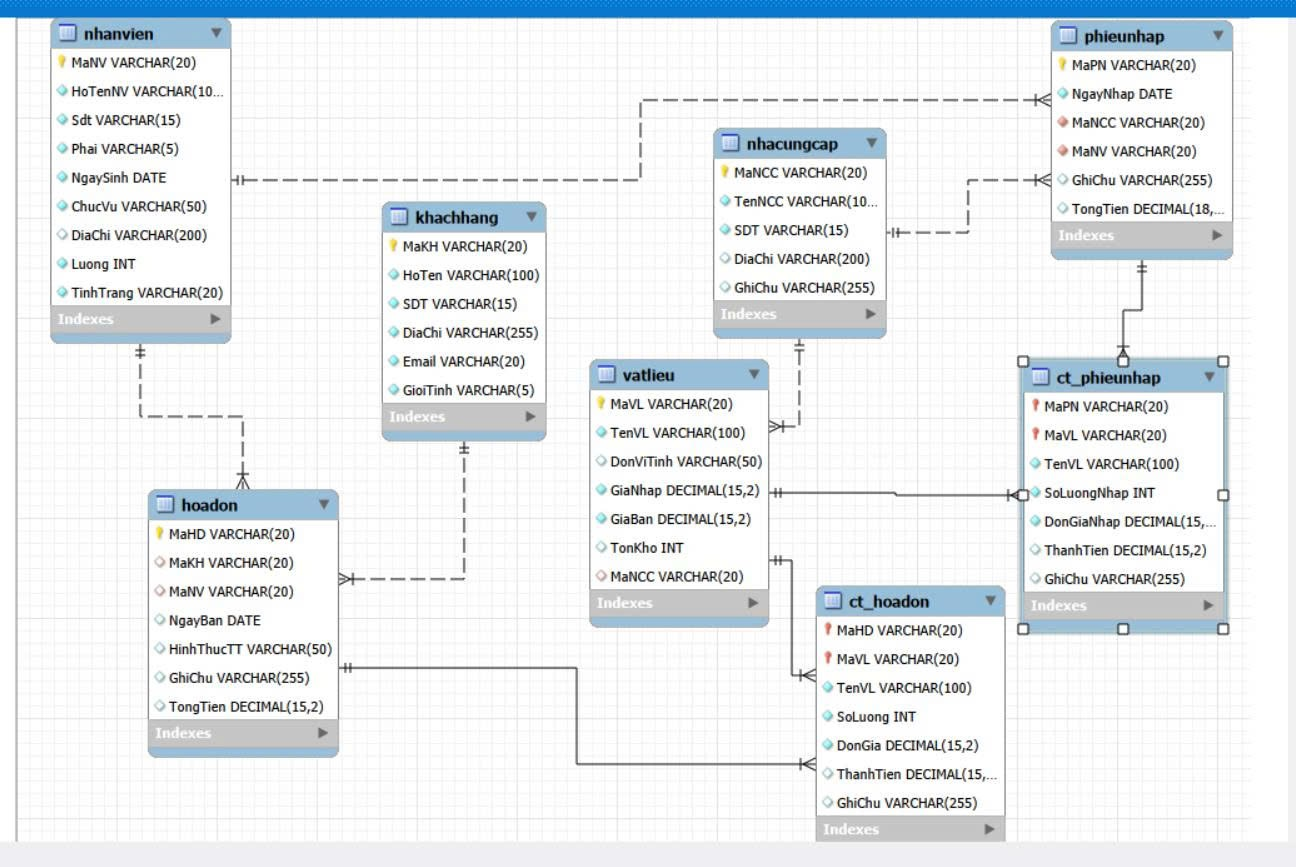 nhanvien
MaNV VARCHAR(20)
HoTenNV VARCHAR(10...
Sdt VARCHAR(15)
Phai VARCHAR(5)
NgaySinh DATE
ChucVu VARCHAR(50)
DiaChi VARCHAR(200)
Luong INT
TinhTrang VARCHAR(20)
Indexes
khachhang
MaKH VARCHAR(20)
HoTen VARCHAR(100)
SDT VARCHAR(15)
DiaChi VARCHAR(255)
Email VARCHAR(20)
GioiTinh VARCHAR(5)
Indexes
nhacungcap
MaNCC VARCHAR(20)
TenNCC VARCHAR(10...
SDT VARCHAR(15)
DiaChi VARCHAR(200)
GhiChu VARCHAR(255)
Indexes
phieunhap
MaPN VARCHAR(20)
NgayNhap DATE
MaNCC VARCHAR(20)
MaNV VARCHAR(20)
GhiChu VARCHAR(255)
TongTien DECIMAL(18,...
Indexes
hoadon
MaHD VARCHAR(20)
MaKH VARCHAR(20)
MaNV VARCHAR(20)
NgayBan DATE
HinhThucTT VARCHAR(50)
GhiChu VARCHAR(255)
TongTien DECIMAL(15,2)
Indexes
vatlieu
MaVL VARCHAR(20)
TenVL VARCHAR(100)
DonViTinh VARCHAR(50)
GiaNhap DECIMAL(15,2)
GiaBan DECIMAL(15,2)
TonKho INT
MaNCC VARCHAR(20)
Indexes
ct_phieunhap
MaPN VARCHAR(20)
MaVL VARCHAR(20)
TenVL VARCHAR(100)
SoLuongNhap INT
DonGiaNhap DECIMAL(15,...
ThanhTien DECIMAL(15,2)
GhiChu VARCHAR(255)
Indexes
ct_hoadon
MaHD VARCHAR(20)
MaVL VARCHAR(20)
TenVL VARCHAR(100)
SoLuong INT
DonGia DECIMAL(15,2)
ThanhTien DECIMAL(15,...
GhiChu VARCHAR(255)
Indexes